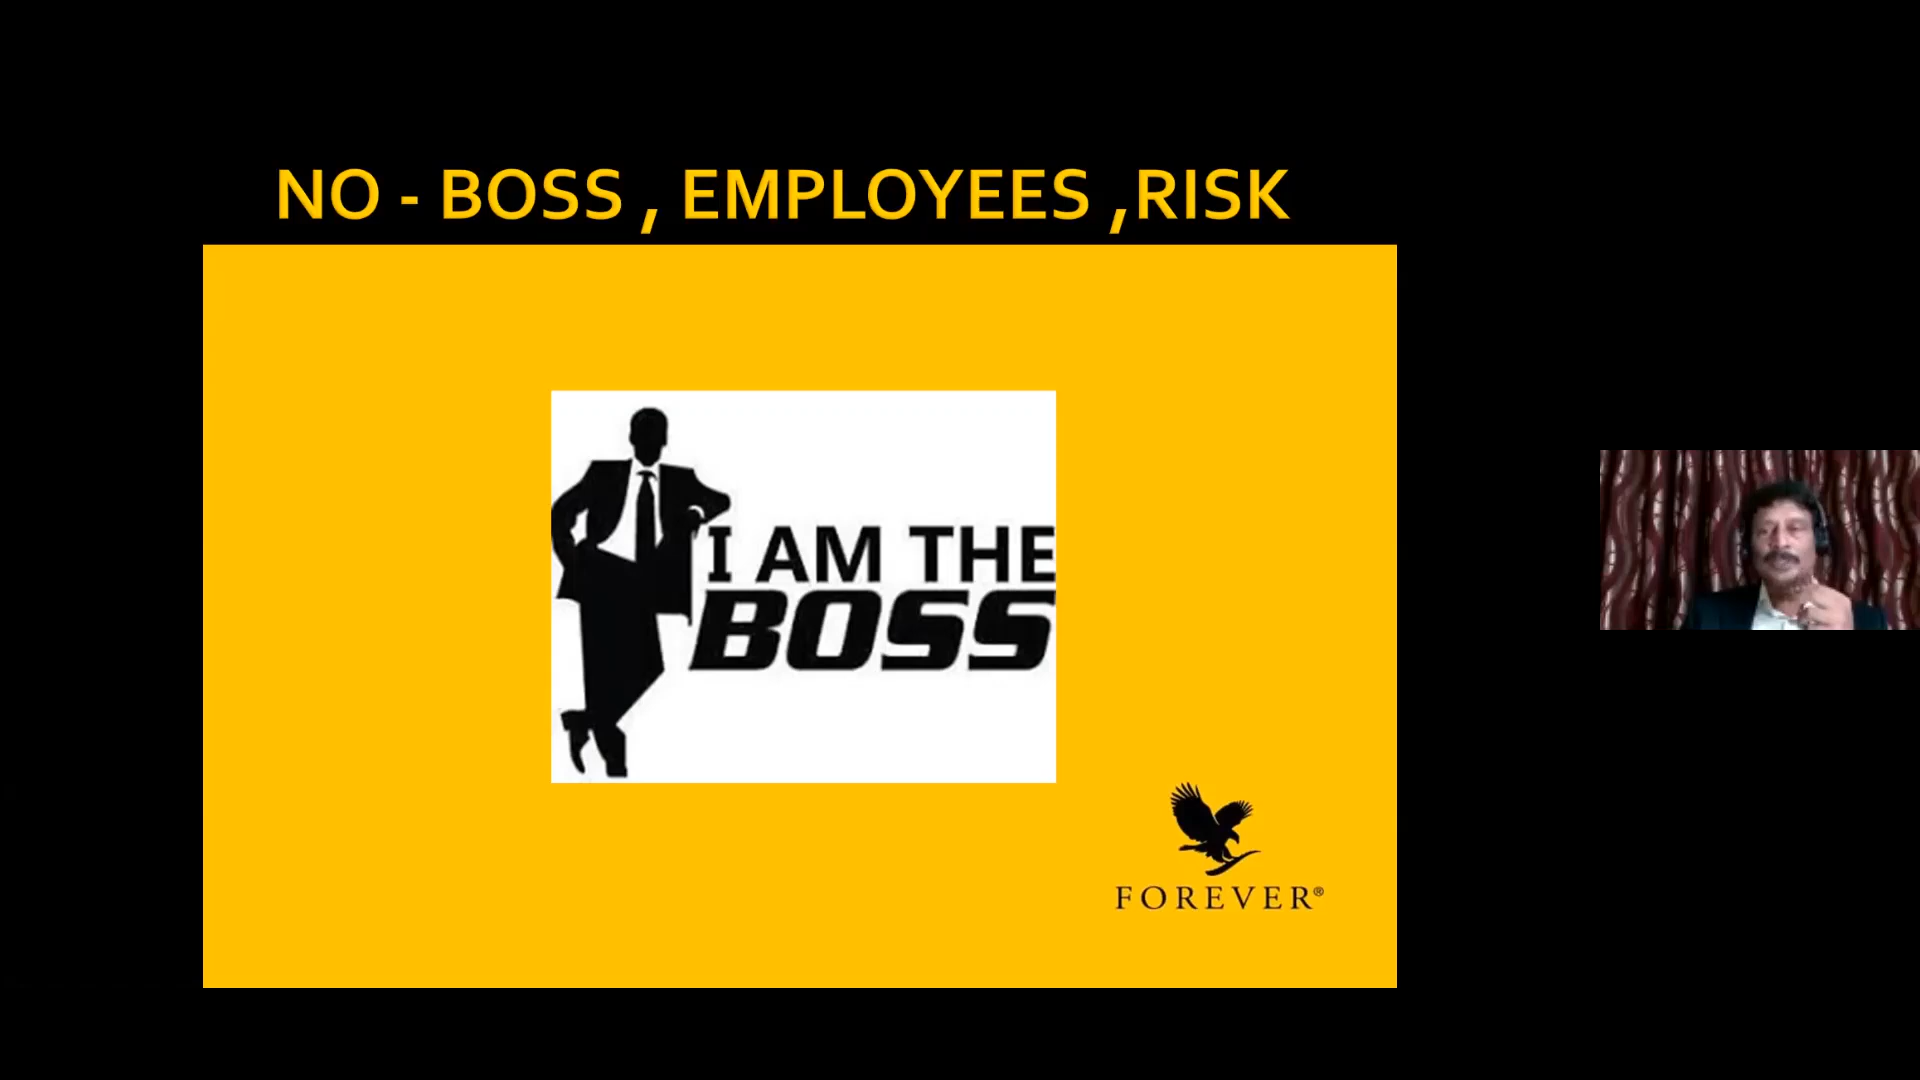 NO - BOSS , EMPLOYEES ,RISK
I AM THE
BOSS
FOREVER®